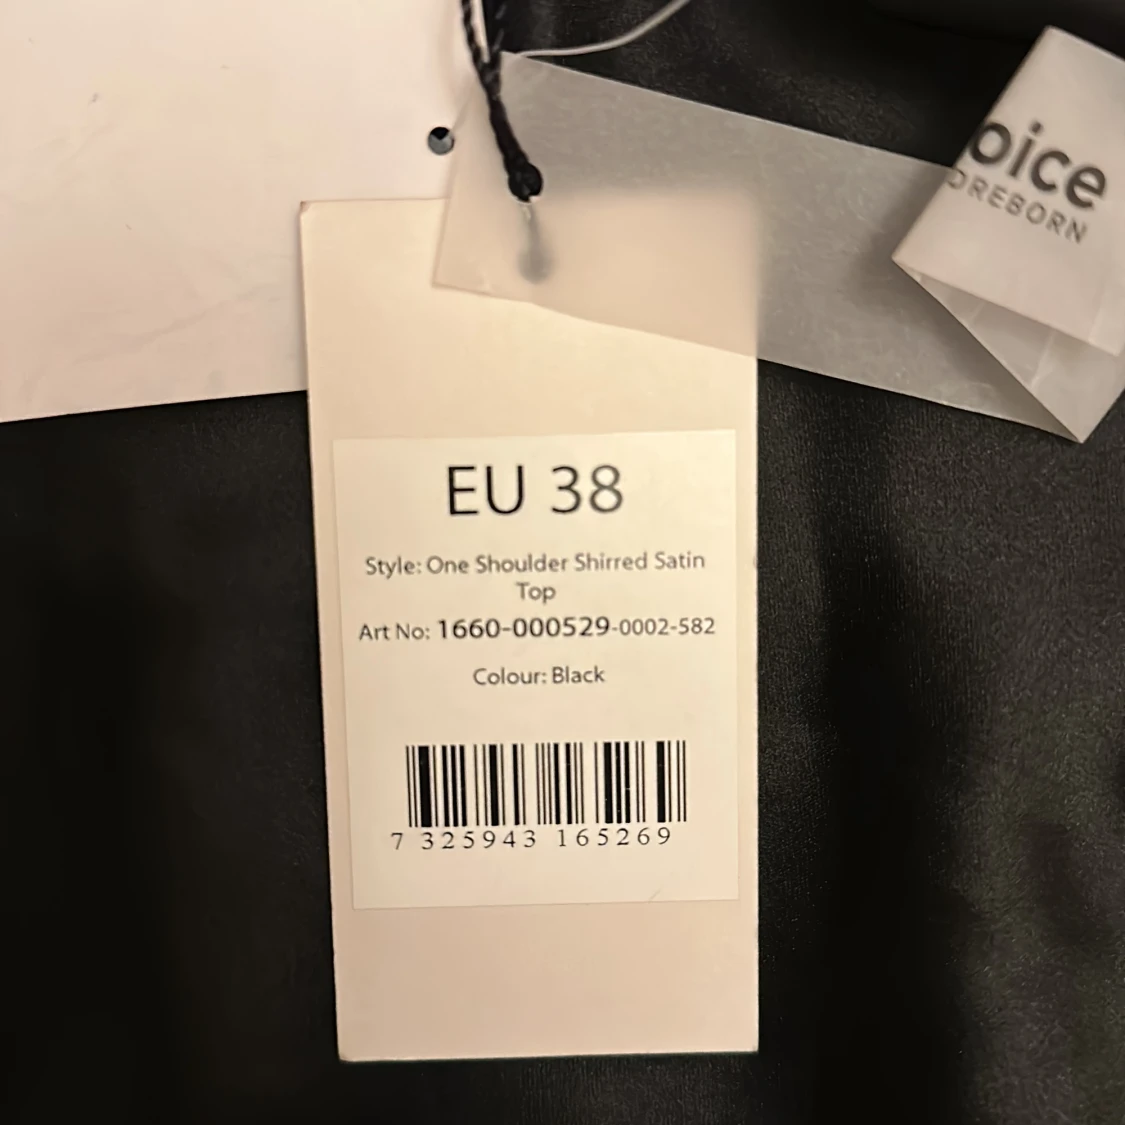 oice
REBORN
EU 38
Style: One Shoulder Shirred Satin
Top
Art No: 1660-000529-0002-582
Colour: Black
7 325943 165269